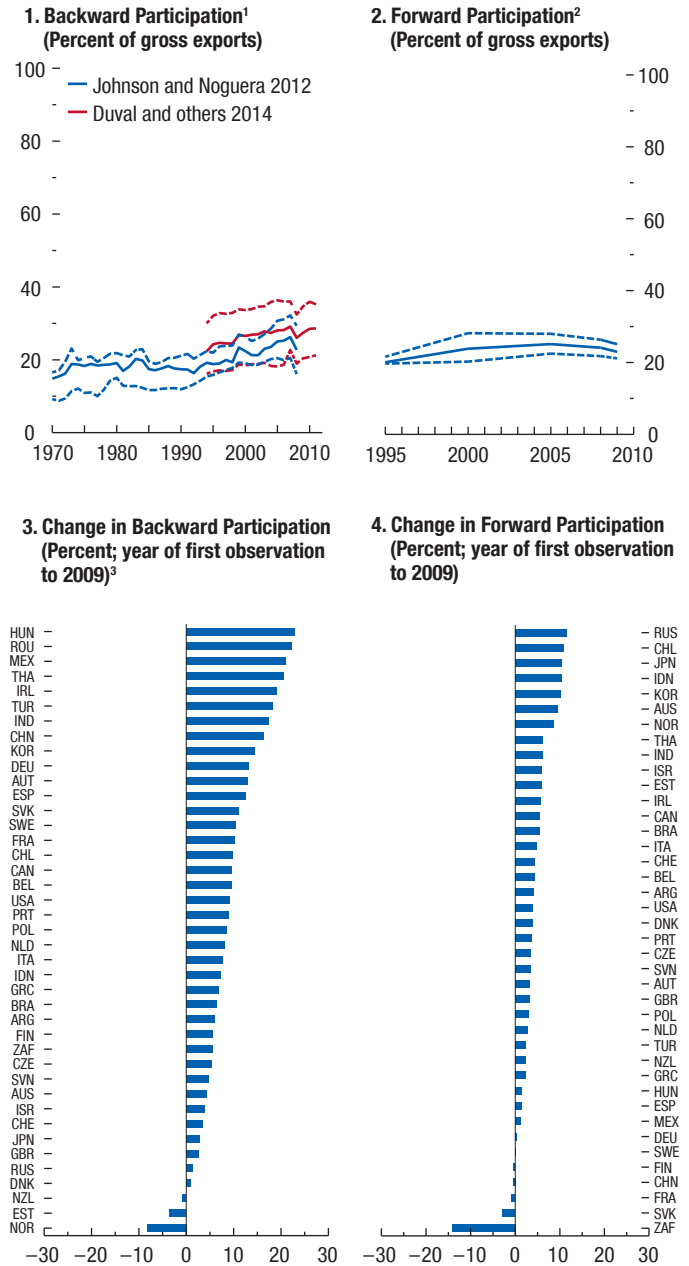 1. Backward Participation¹
(Percent of gross exports)
100
80
60
40
20
0
Johnson and Noguera 2012
Duval and others 2014
1970 1980 1990 2000 2010
2. Forward Participation²
(Percent of gross exports)
100
80
60
40
20
0
1995 2000 2005 2010
3. Change in Backward Participation
(Percent; year of first observation
to 2009)³
HUN
ROU
MEX
THA
IRL
TUR
IND
CHN
KOR
DEU
AUT
ESP
SVK
SWE
FRA
CHL
CAN
BEL
USA
PRT
POL
NLD
ITA
IDN
GRC
BRA
ARG
FIN
ZAF
CZE
SVN
AUS
ISR
CHE
JPN
GBR
RUS
DNK
NZL
EST
NOR
−30 −20 −10 0 10 20 30
4. Change in Forward Participation
(Percent; year of first observation
to 2009)
RUS
CHL
JPN
IDN
KOR
AUS
NOR
THA
IND
ISR
EST
IRL
CAN
BRA
ITA
CHE
BEL
ARG
USA
DNK
PRT
CZE
SVN
AUT
GBR
POL
NLD
TUR
NZL
GRC
HUN
ESP
MEX
DEU
SWE
FIN
CHN
FRA
SVK
ZAF
−30 −20 −10 0 10 20 30